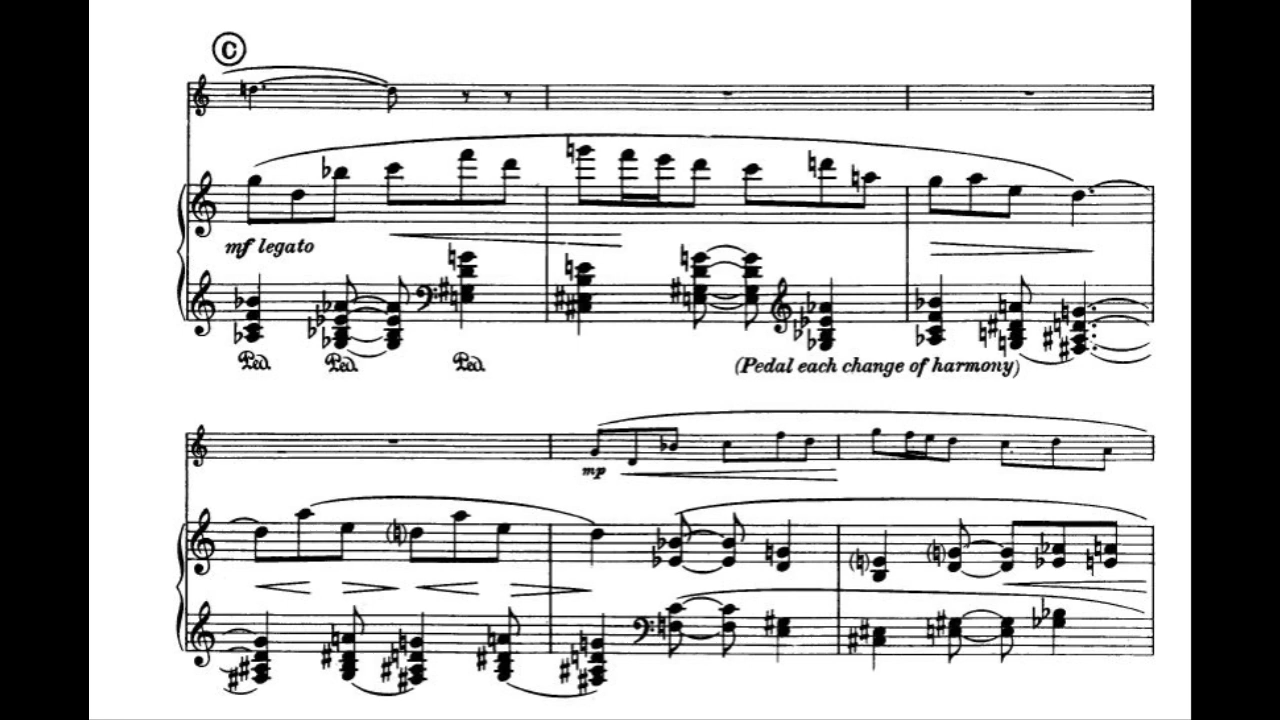 C
mf legato
Ped. Ped. Ped. (Pedal each change of harmony)
mp